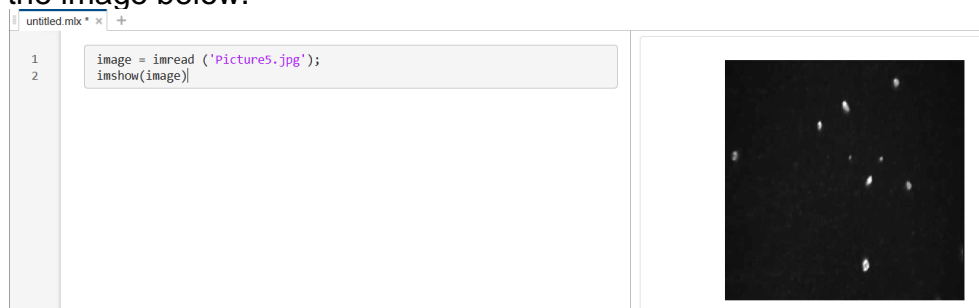 the image below.
untitled.mlx * × +
1 image = imread ('Picture5.jpg');
2 imshow(image)